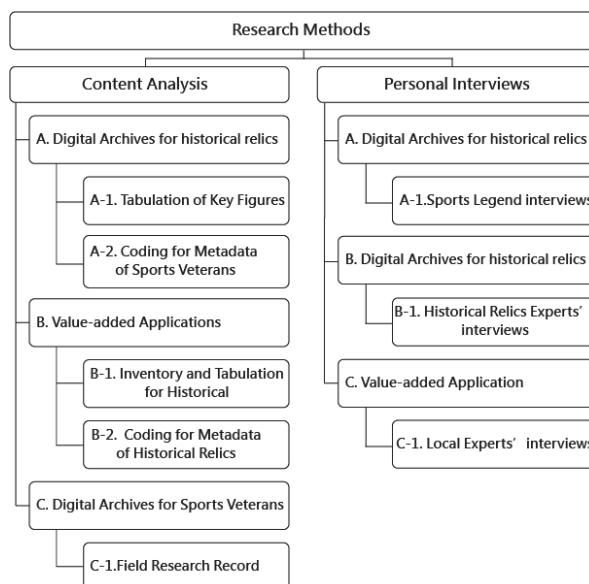 Research Methods
Content Analysis
A. Digital Archives for historical relics
A-1. Tabulation of Key Figures
A-2. Coding for Metadata
of Sports Veterans
B. Value-added Applications
B-1. Inventory and Tabulation
for Historical
B-2. Coding for Metadata
of Historical Relics
C. Digital Archives for Sports Veterans
C-1.Field Research Record
Personal Interviews
A. Digital Archives for historical relics
A-1.Sports Legend interviews
B. Digital Archives for historical relics
B-1. Historical Relics Experts’
interviews
C. Value-added Application
C-1. Local Experts’ interviews